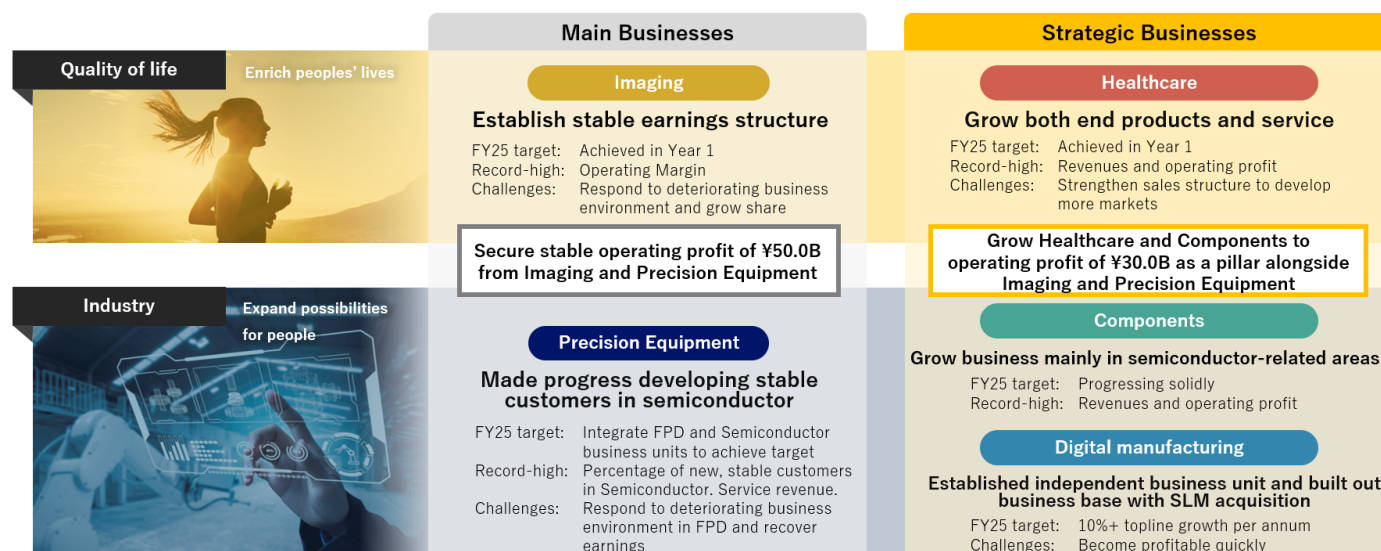 Main Businesses
Strategic Businesses
Quality of life
Enrich peoples' lives
Imaging
Establish stable earnings structure
FY25 target: Achieved in Year 1
Record-high: Operating Margin
Challenges: Respond to deteriorating business
environment and grow share
Healthcare
Grow both end products and service
FY25 target: Achieved in Year 1
Record-high: Revenues and operating profit
Challenges: Strengthen sales structure to develop
more markets
Secure stable operating profit of ¥50.0B
from Imaging and Precision Equipment
Grow Healthcare and Components to
operating profit of ¥30.0B as a pillar alongside
Imaging and Precision Equipment
Industry
Expand possibilities
for people
Precision Equipment
Made progress developing stable
customers in semiconductor
FY25 target: Integrate FPD and Semiconductor
business units to achieve target
Record-high: Percentage of new, stable customers
in Semiconductor. Service revenue.
Challenges: Respond to deteriorating business
environment in FPD and recover
earnings
Components
Grow business mainly in semiconductor-related areas
FY25 target: Progressing solidly
Record-high: Revenues and operating profit
Digital manufacturing
Established independent business unit and built out
business base with SLM acquisition
FY25 target: 10%+ topline growth per annum
Challenges: Become profitable quickly